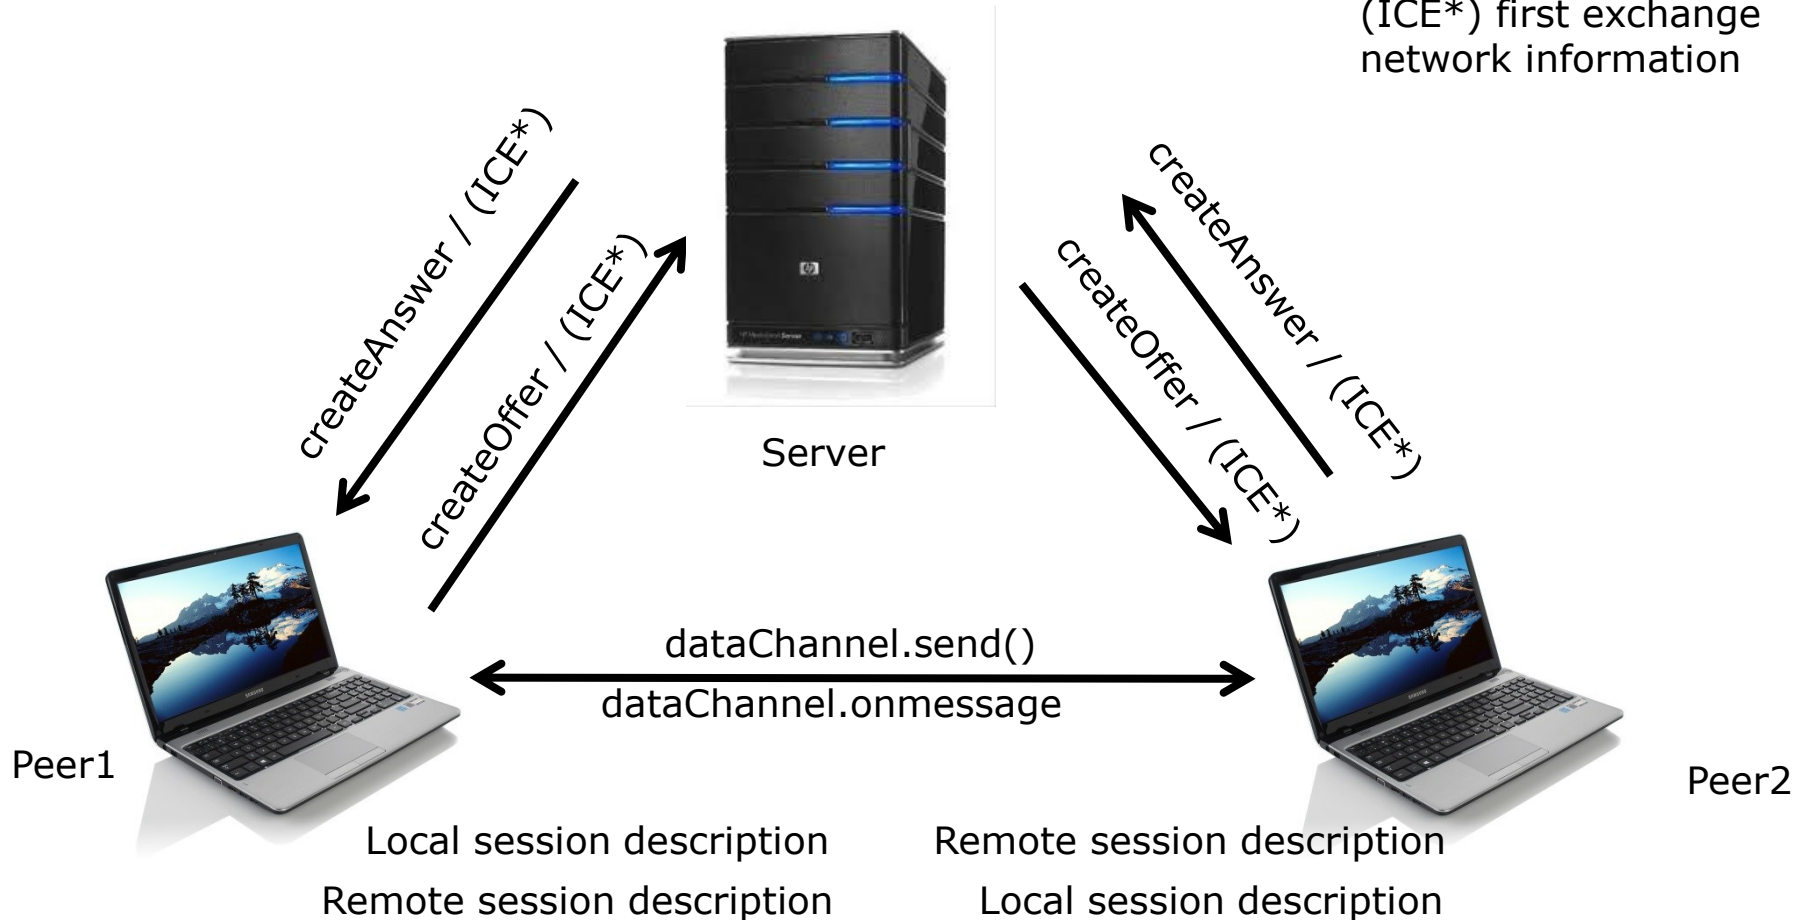 (ICE*) first exchange
network information
createAnswer / (ICE*)
createOffer / (ICE*)
createAnswer / (ICE*)
createOffer / (ICE*)
Server
dataChannel.send()
dataChannel.onmessage
Peer1
Peer2
Local session description
Remote session description
Remote session description
Local session description